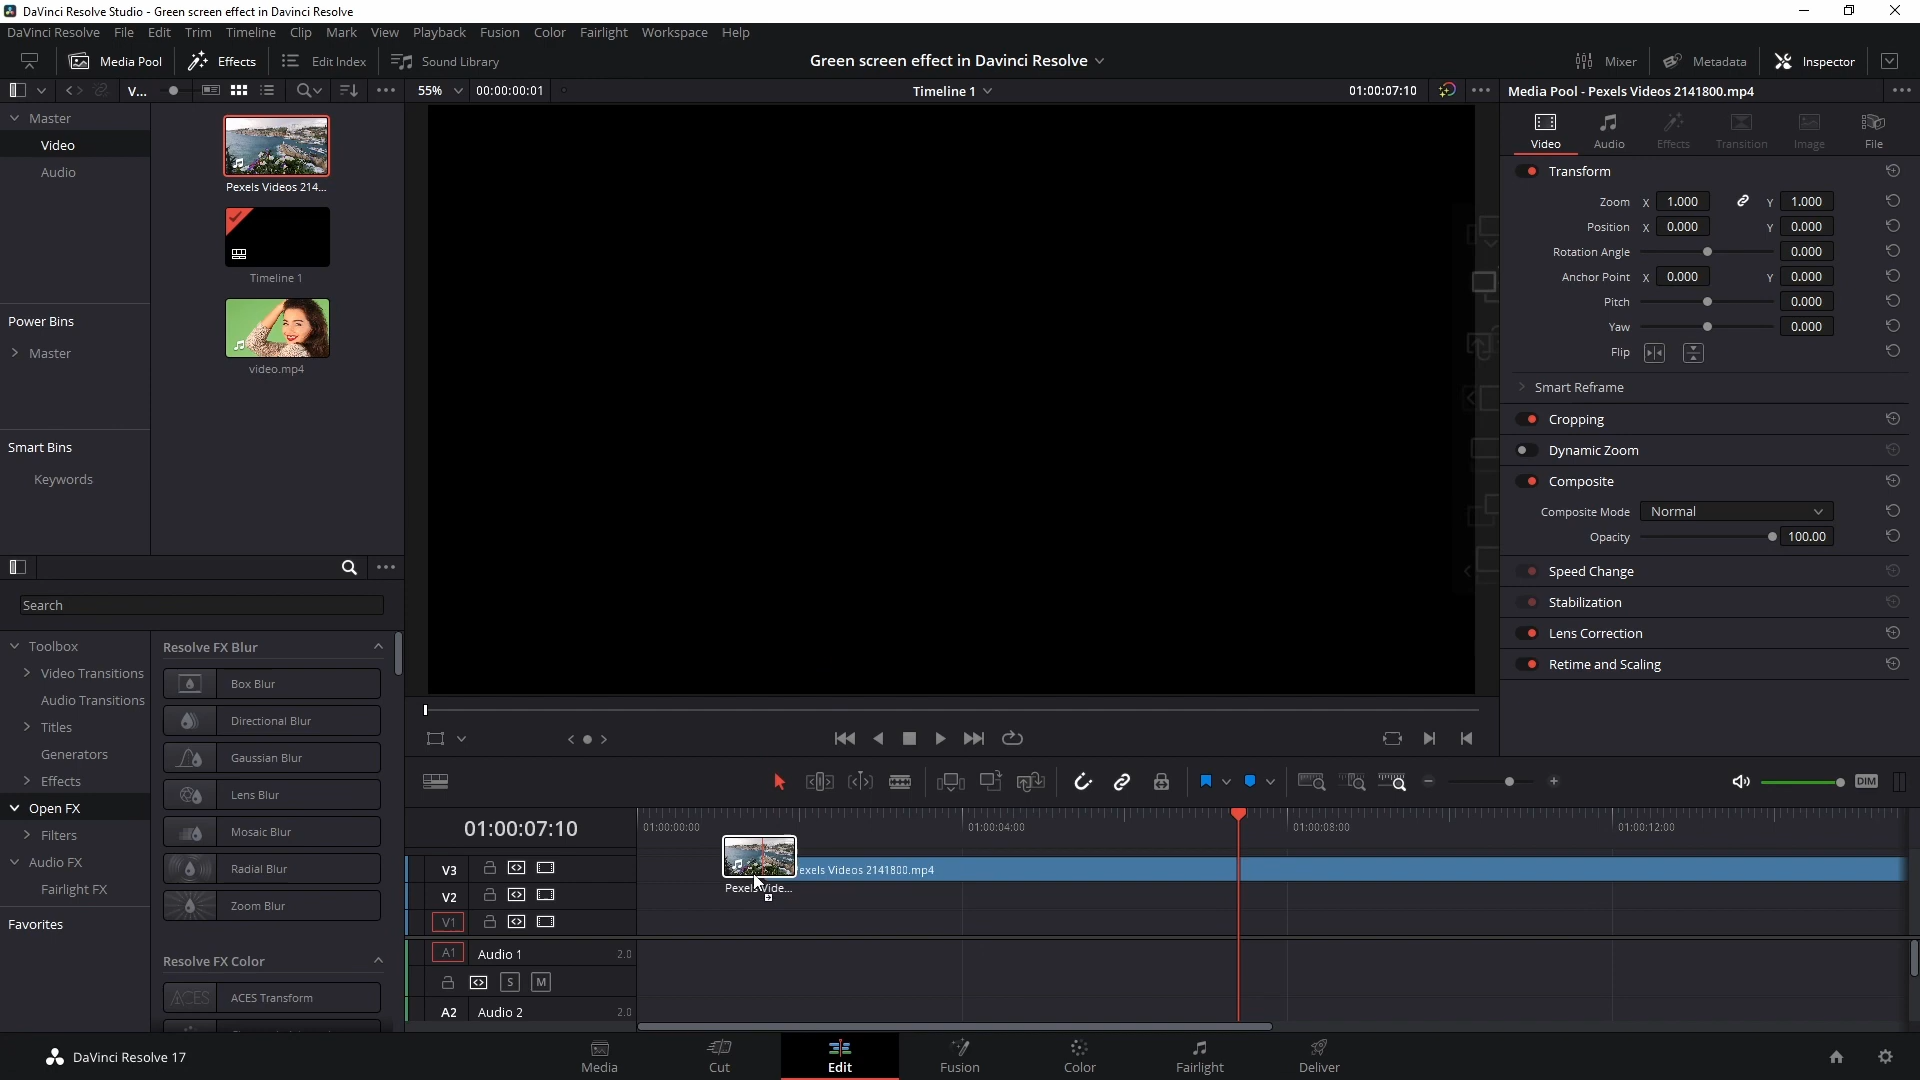 DaVinci Resolve Studio - Green screen effect in Davinci Resolve
DaVinci Resolve File Edit Trim Timeline Clip Mark View Playback Fusion Color Fairlight Workspace Help
Media Pool Effects Edit Index Sound Library Green screen effect in Davinci Resolve Mixer Metadata Inspector
V... 55% 00:00:00:01 Timeline 1 01:00:07:10 Media Pool - Pexels Videos 2141800.mp4
Master
Video
Audio
Power Bins
Master
Smart Bins
Keywords
Pexels Videos 214...
Timeline 1
video.mp4
Video Audio Effects Transition Image File
Transform
Zoom X 1.000 Y 1.000
Position X 0.000 Y 0.000
Rotation Angle 0.000
Anchor Point X 0.000 Y 0.000
Pitch 0.000
Yaw 0.000
Flip
Smart Reframe
Cropping
Dynamic Zoom
Composite
Composite Mode Normal
Opacity 100.00
Speed Change
Stabilization
Lens Correction
Retime and Scaling
Search
Toolbox
Video Transitions
Audio Transitions
Titles
Generators
Effects
Open FX
Filters
Audio FX
Fairlight FX
Favorites
Resolve FX Blur
Box Blur
Directional Blur
Gaussian Blur
Lens Blur
Mosaic Blur
Radial Blur
Zoom Blur
Resolve FX Color
ACES ACES Transform
DIM
01:00:07:10 01:00:00:00 01:00:04:00 01:00:08:00 01:00:12:00
V3 exels Videos 2141800.mp4
Pexels Vide...
V2
V1
A1 Audio 1 2.0
S M
A2 Audio 2 2.0
DaVinci Resolve 17 Media Cut Edit Fusion Color Fairlight Deliver